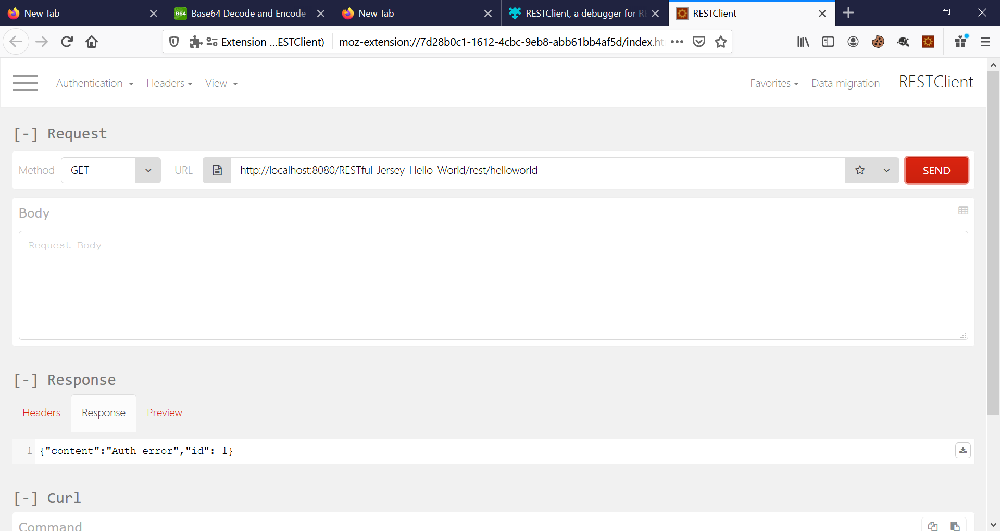 New Tab
B64 Base64 Decode and Encode -
New Tab
RESTClient, a debugger for RE
RESTClient
Extension ...ESTClient)
moz-extension://7d28b0c1-1612-4cbc-9eb8-abb61bb4af5d/index.ht
Authentication Headers View Favorites Data migration RESTClient
[-] Request
Method GET URL http://localhost:8080/RESTful_Jersey_Hello_World/rest/helloworld SEND
Body
Request Body
[-] Response
Headers Response Preview
1 {"content":"Auth error","id":-1}
[-] Curl
Command